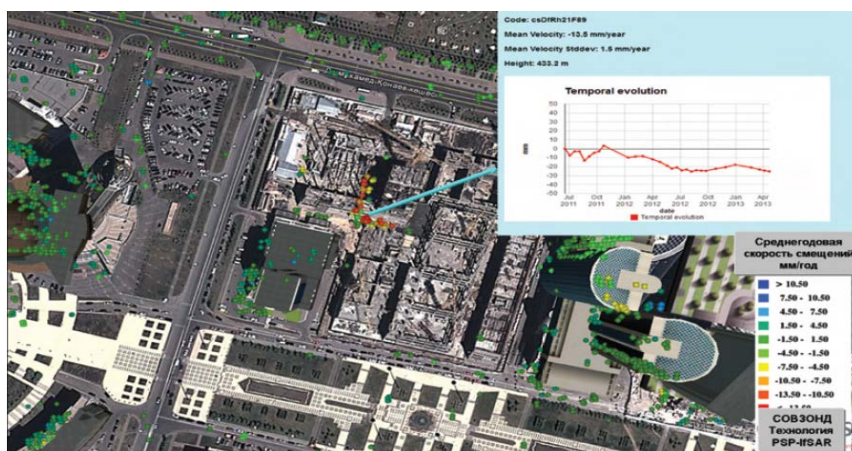 Code: csDfRh21F89
Mean Velocity: -13.5 mm/year
Mean Velocity Stddev: 1.5 mm/year
Height: 433.2 m
Temporal evolution
50
40
30
20
10
0
-10
-20
-30
-40
-50
mm
Jul 2011
Oct 2011
Jan 2012
Apr 2012
Jul 2012
Oct 2012
Jan 2013
Apr 2013
date
Temporal evolution
Среднегодовая
скорость смещений
мм/год
> 10.50
7.50 - 10.50
4.50 - 7.50
1.50 - 4.50
-1.50 - 1.50
-4.50 - -1.50
-7.50 - -4.50
-10.50 - -7.50
-13.50 - -10.50
СОВЗОНД
Технология
PSP-IfSAR